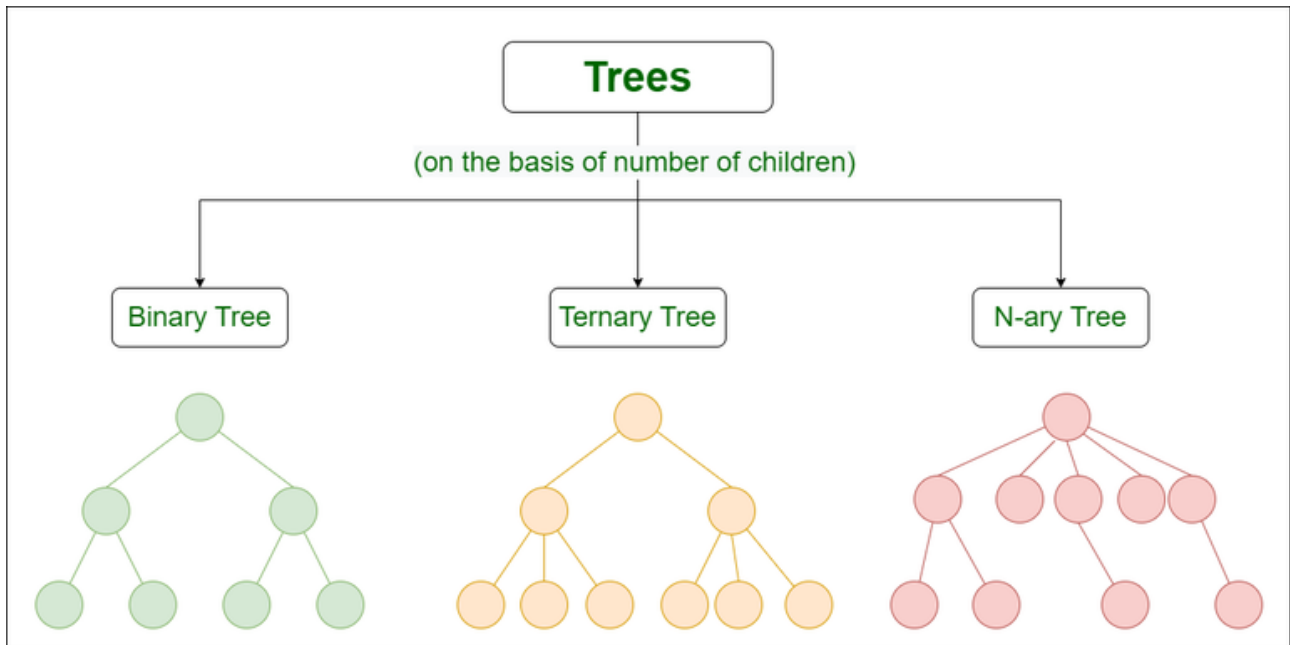 Trees
(on the basis of number of children)
Binary Tree
Ternary Tree
N-ary Tree